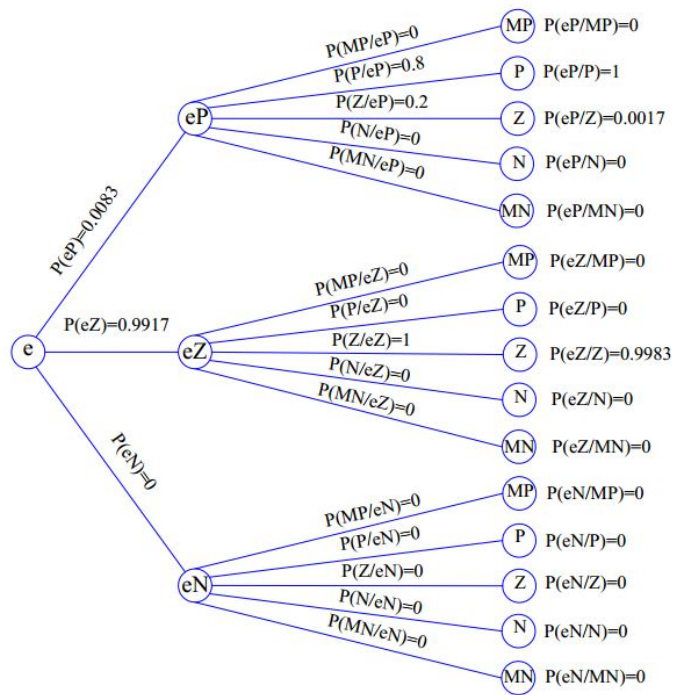 P(MP/eP)=0 MP P(eP/MP)=0
P(P/eP)=0.8 P P(eP/P)=1
eP P(Z/eP)=0.2 Z P(eP/Z)=0.0017
P(N/eP)=0 N P(eP/N)=0
P(MN/eP)=0 MN P(eP/MN)=0
P(eP)=0.0083
P(MP/eZ)=0 MP P(eZ/MP)=0
P(P/eZ)=0 P P(eZ/P)=0
e P(eZ)=0.9917 eZ P(Z/eZ)=1 Z P(eZ/Z)=0.9983
P(N/eZ)=0 N P(eZ/N)=0
P(MN/eZ)=0 MN P(eZ/MN)=0
P(eN)=0
P(MP/eN)=0 MP P(eN/MP)=0
P(P/eN)=0 P P(eN/P)=0
eN P(Z/eN)=0 Z P(eN/Z)=0
P(N/eN)=0 N P(eN/N)=0
P(MN/eN)=0 MN P(eN/MN)=0